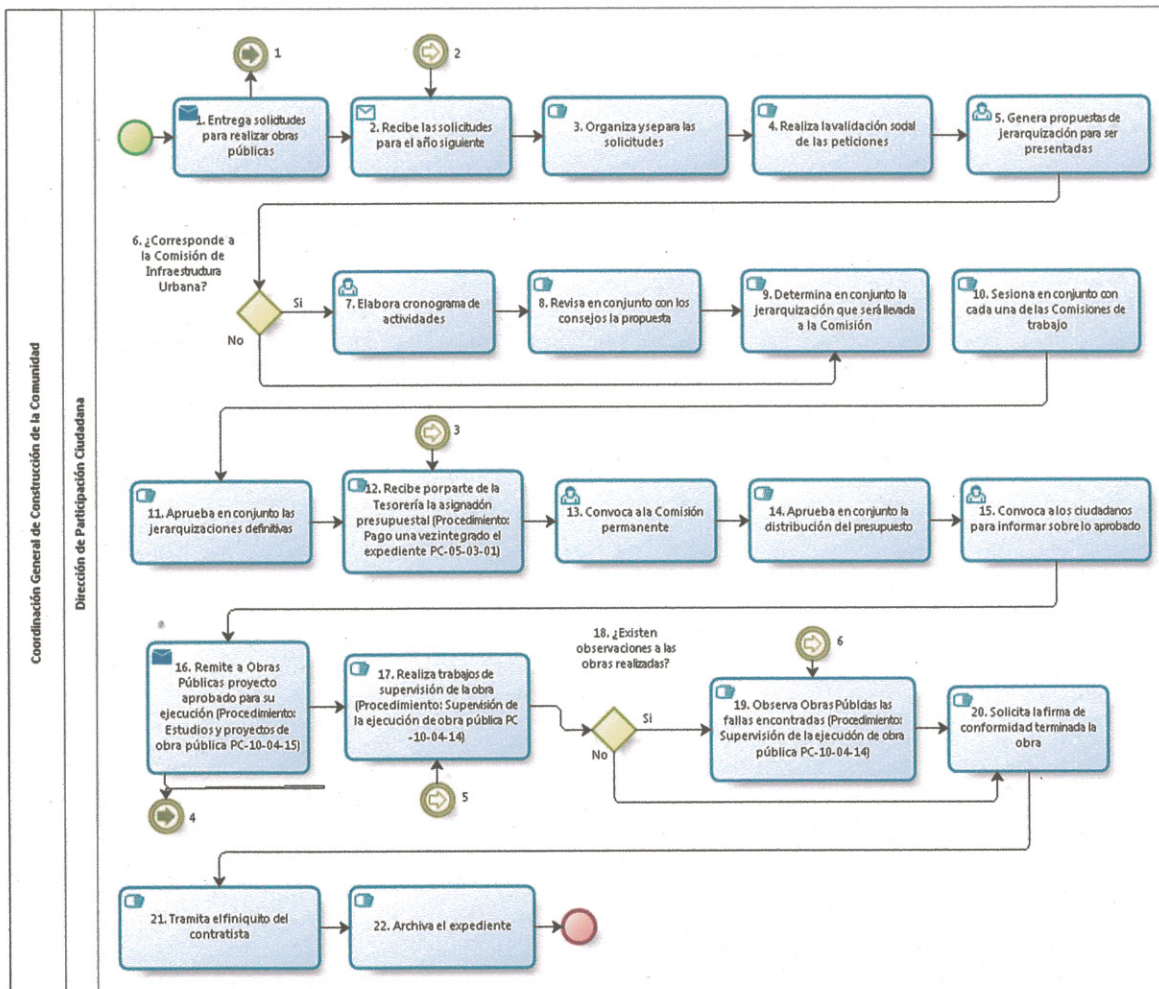 Coordinación General de Construcción de la Comunidad
Dirección de Participación Ciudadana
1
2
1. Entrega solicitudes
para realizar obras
públicas
2. Recibe las solicitudes
para el año siguiente
3. Organiza y separa las
solicitudes
4. Realiza la validación social
de las peticiones
5. Genera propuestas de
jerarquización para ser
presentadas
6. ¿Corresponde a
la Comisión de
Infraestructura
Urbana?
Si
No
7. Elabora cronograma de
actividades
8. Revisa en conjunto con los
consejos la propuesta
9. Determina en conjunto la
jerarquización que será llevada
a la Comisión
10. Sesiona en conjunto con
cada una de las Comisiones de
trabajo
3
11. Aprueba en conjunto las
jerarquizaciones definitivas
12. Recibe por parte de la
Tesorería la asignación
presupuestal (Procedimiento:
Pago una vez integrado el
expediente PC-05-03-01)
13. Convoca a la Comisión
permanente
14. Aprueba en conjunto la
distribución del presupuesto
15. Convoca a los ciudadanos
para informar sobre lo aprobado
16. Remite a Obras
Públicas proyecto
aprobado para su
ejecución (Procedimiento:
Estudios y proyectos de
obra pública PC-10-04-15)
17. Realiza trabajos de
supervisión de la obra
(Procedimiento: Supervisión
de la ejecución de obra pública PC
-10-04-14)
18. ¿Existen
observaciones a las
obras realizadas?
Si
No
6
19. Observa Obras Públicas las
fallas encontradas (Procedimiento:
Supervisión de la ejecución de obra
pública PC-10-04-14)
20. Solicita la firma de
conformidad terminada la
obra
4
5
21. Tramita el finiquito del
contratista
22. Archiva el expediente